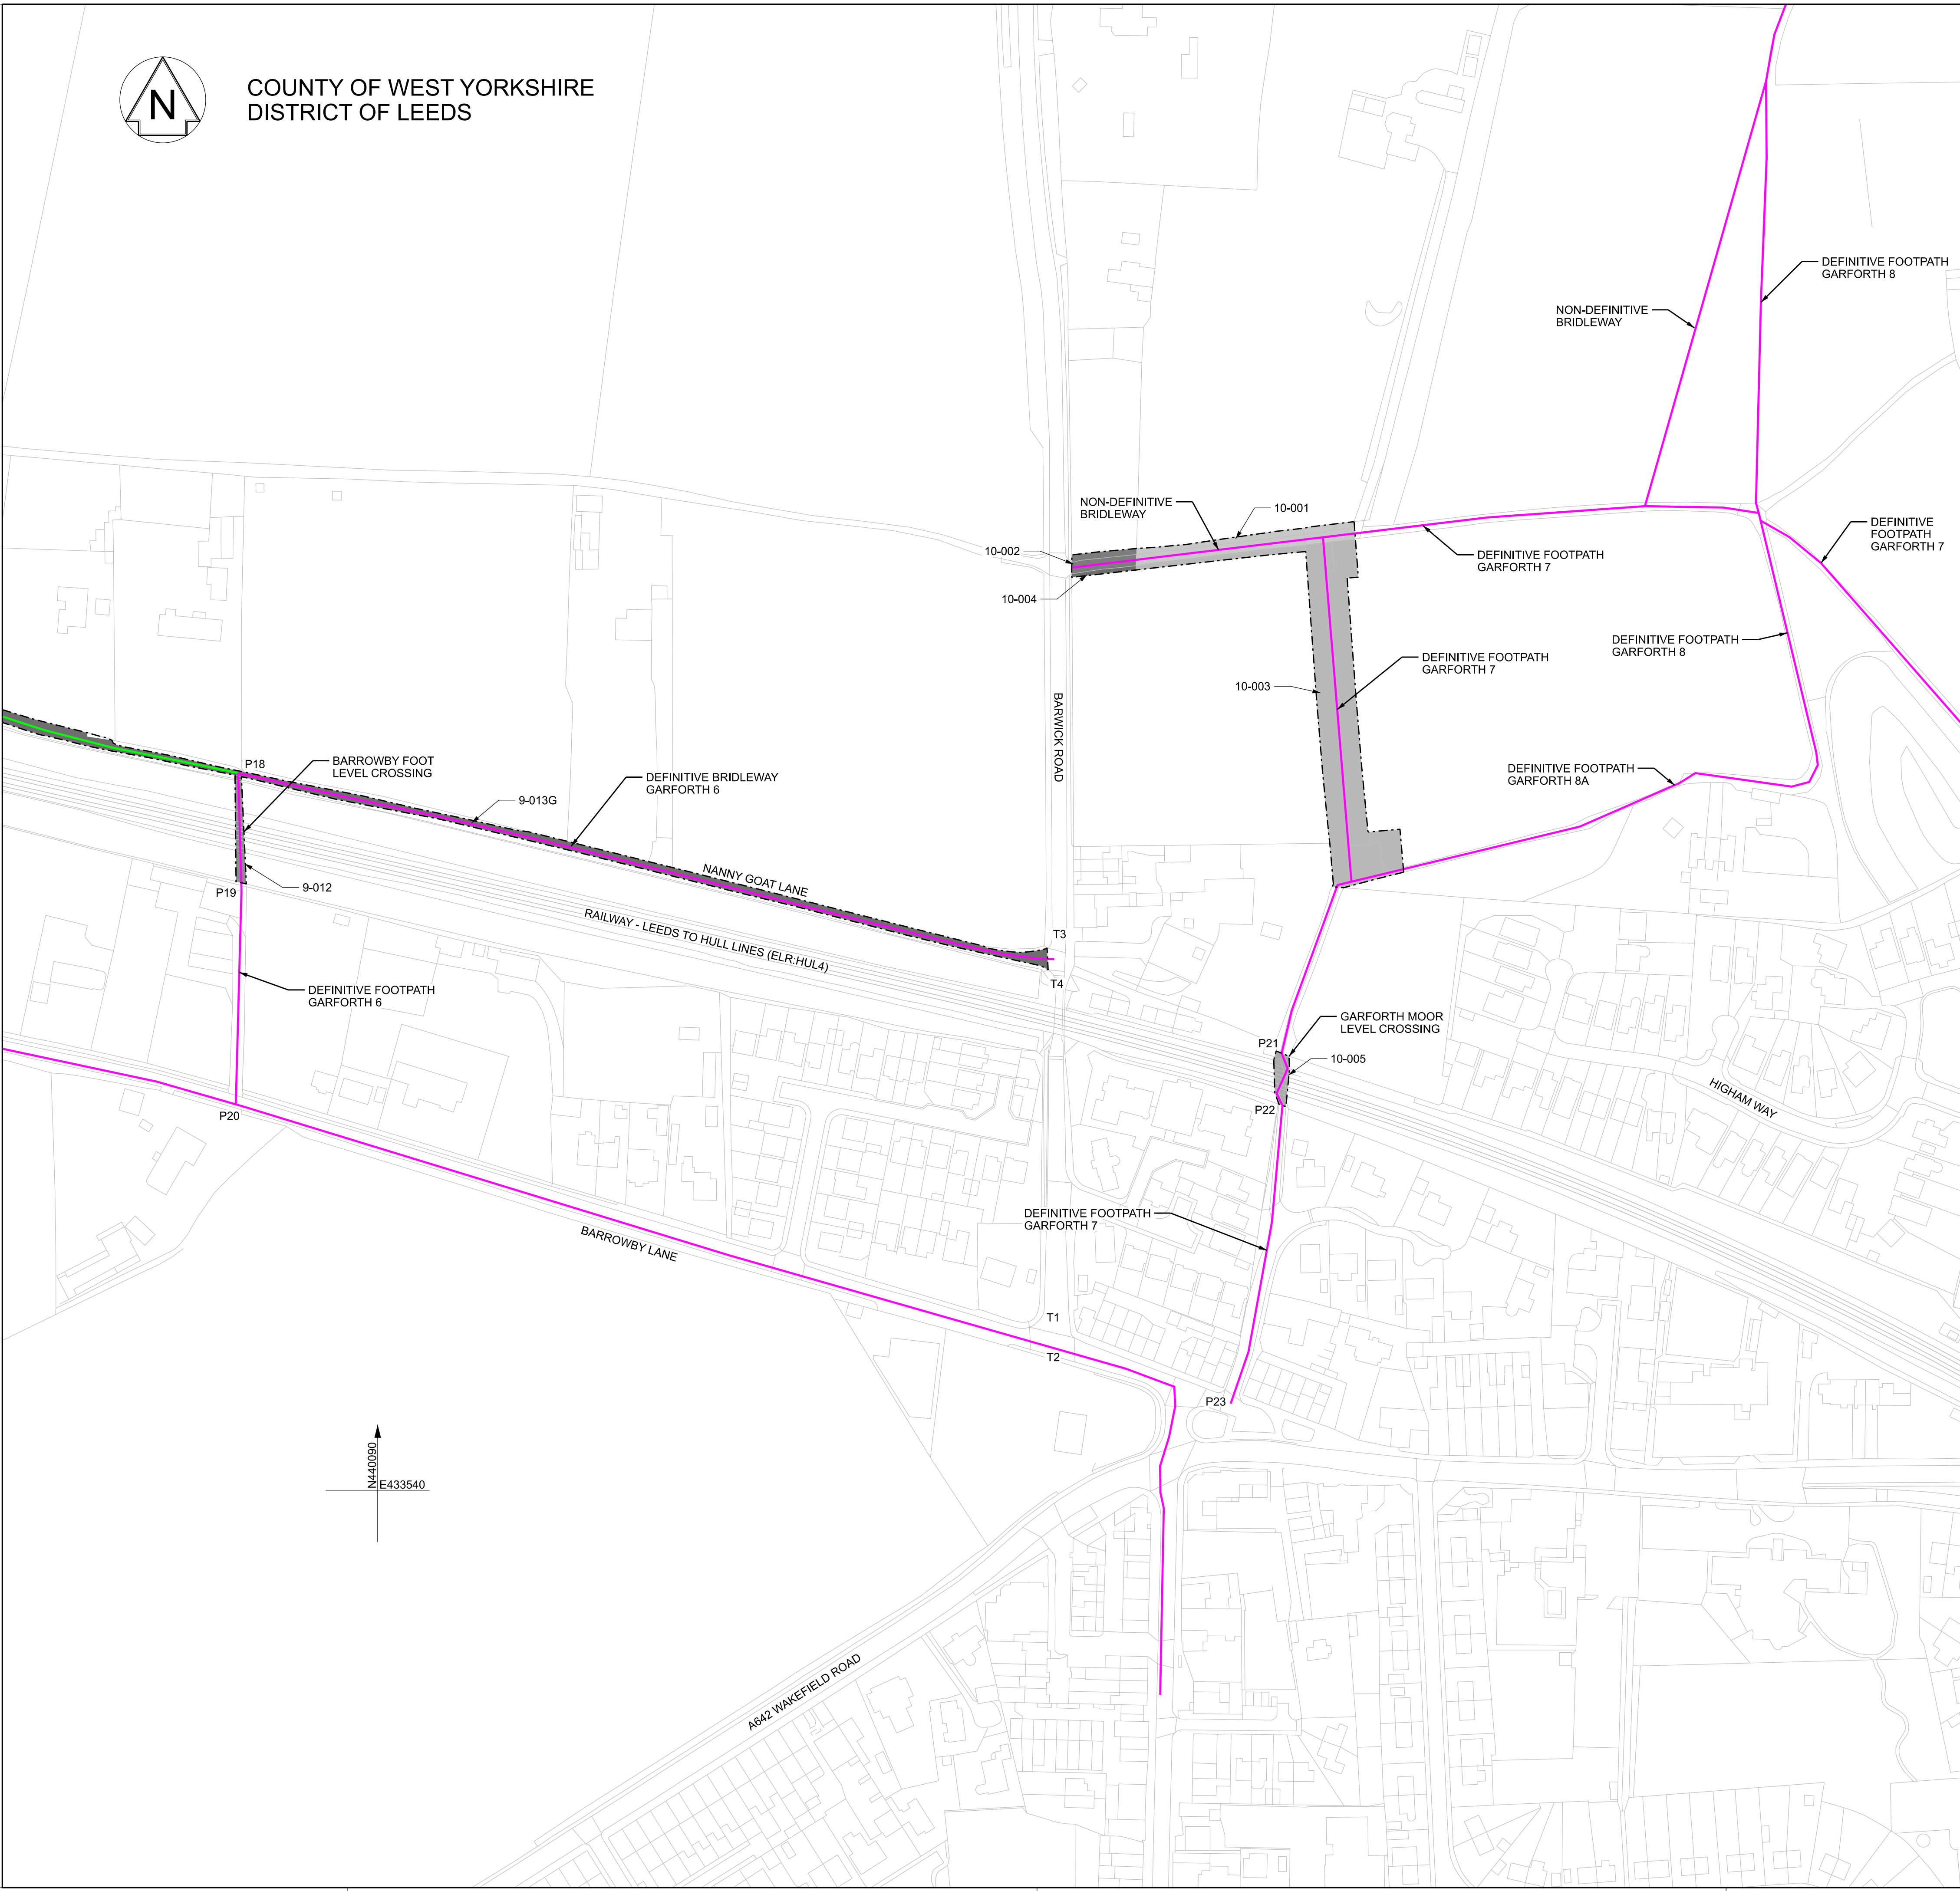 N
COUNTY OF WEST YORKSHIRE
DISTRICT OF LEEDS
DEFINITIVE FOOTPATH
GARFORTH 8
NON-DEFINITIVE
BRIDLEWAY
NON-DEFINITIVE
BRIDLEWAY
10-001
10-002
10-004
DEFINITIVE FOOTPATH
GARFORTH 7
DEFINITIVE
FOOTPATH
GARFORTH 7
DEFINITIVE FOOTPATH
GARFORTH 8
DEFINITIVE FOOTPATH
GARFORTH 7
10-003
BARWICK ROAD
DEFINITIVE FOOTPATH
GARFORTH 8A
P18
BARROWBY FOOT
LEVEL CROSSING
DEFINITIVE BRIDLEWAY
GARFORTH 6
9-013G
P19
9-012
NANNY GOAT LANE
RAILWAY - LEEDS TO HULL LINES (ELR:HUL4)
T3
T4
DEFINITIVE FOOTPATH
GARFORTH 6
GARFORTH MOOR
LEVEL CROSSING
P21
10-005
P22
HIGHAM WAY
P20
DEFINITIVE FOOTPATH
GARFORTH 7
BARROWBY LANE
T1
T2
P23
N440090
E433540
A642 WAKEFIELD ROAD